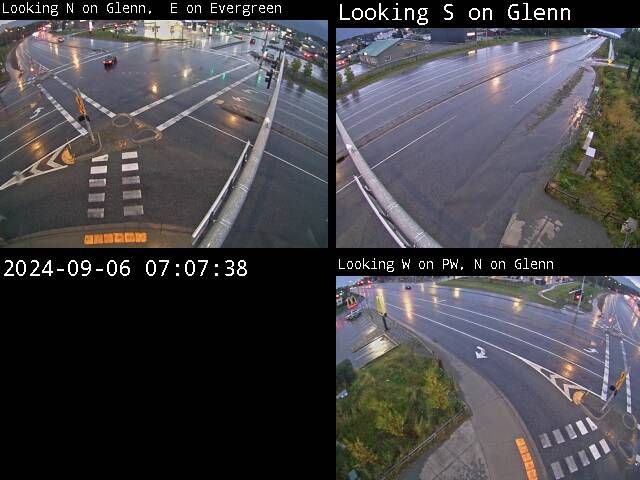 Looking N on Glenn,  E on Evergreen
Looking S on Glenn
2024-09-06 07:07:38
Looking W on PW, N on Glenn